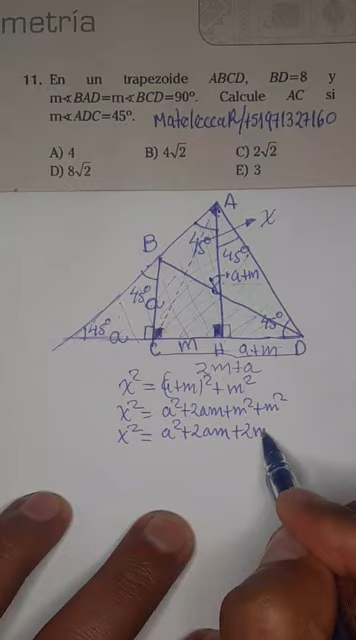 metría
11. En un trapezoide ABCD, BD=8 y
m∢BAD=m∢BCD=90º. Calcule AC si
m∢ADC=45º. MateleccaR/+51971327160
A) 4 B) 4√2 C) 2√2
D) 8√2 E) 3
A
x
B
45° 45°
a+m
45° a
45° a 45°
C m H a+m D
2m+a
x² = (a+m)²+m²
x² = a²+2am+m²+m²
x² = a²+2am+2m